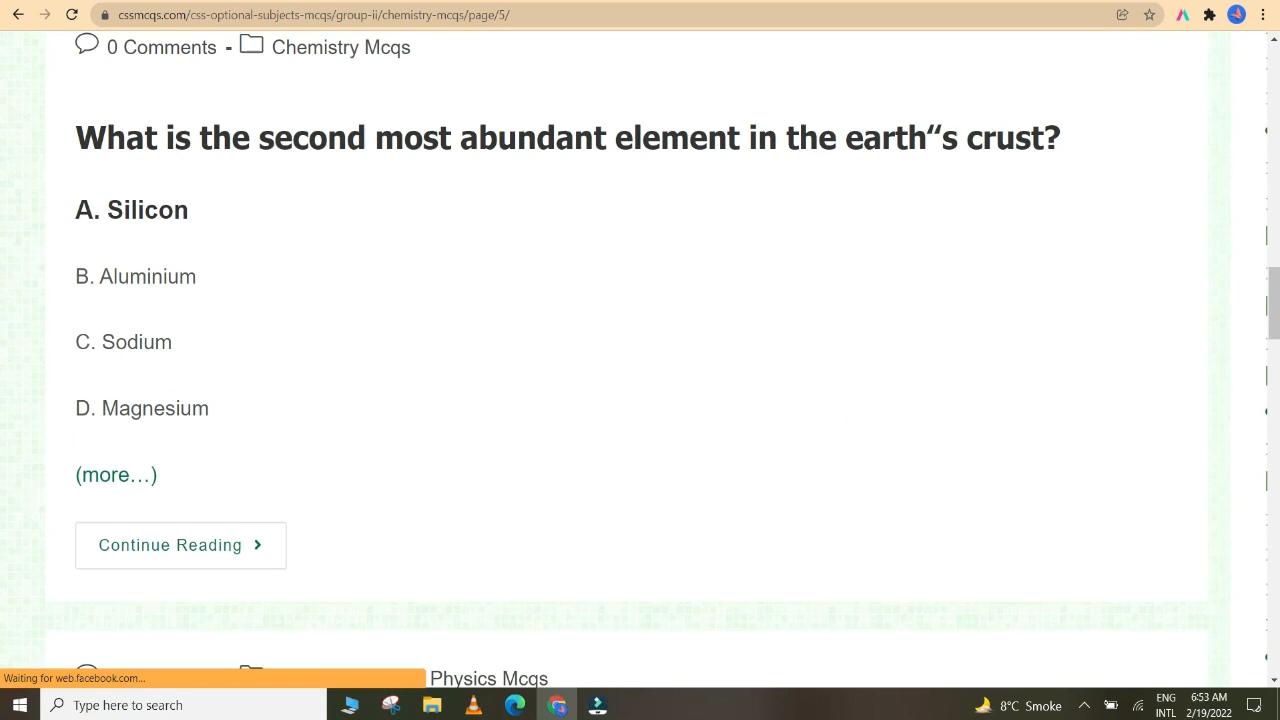 cssmcqs.com/css-optional-subjects-mcqs/group-ii/chemistry-mcqs/page/5/
0 Comments - Chemistry Mcqs
What is the second most abundant element in the earth“s crust?
A. Silicon
B. Aluminium
C. Sodium
D. Magnesium
(more…)
Continue Reading
Physics Mcqs
Waiting for web.facebook.com...
Type here to search
8°C Smoke
ENG
INTL
6:53 AM
2/19/2022